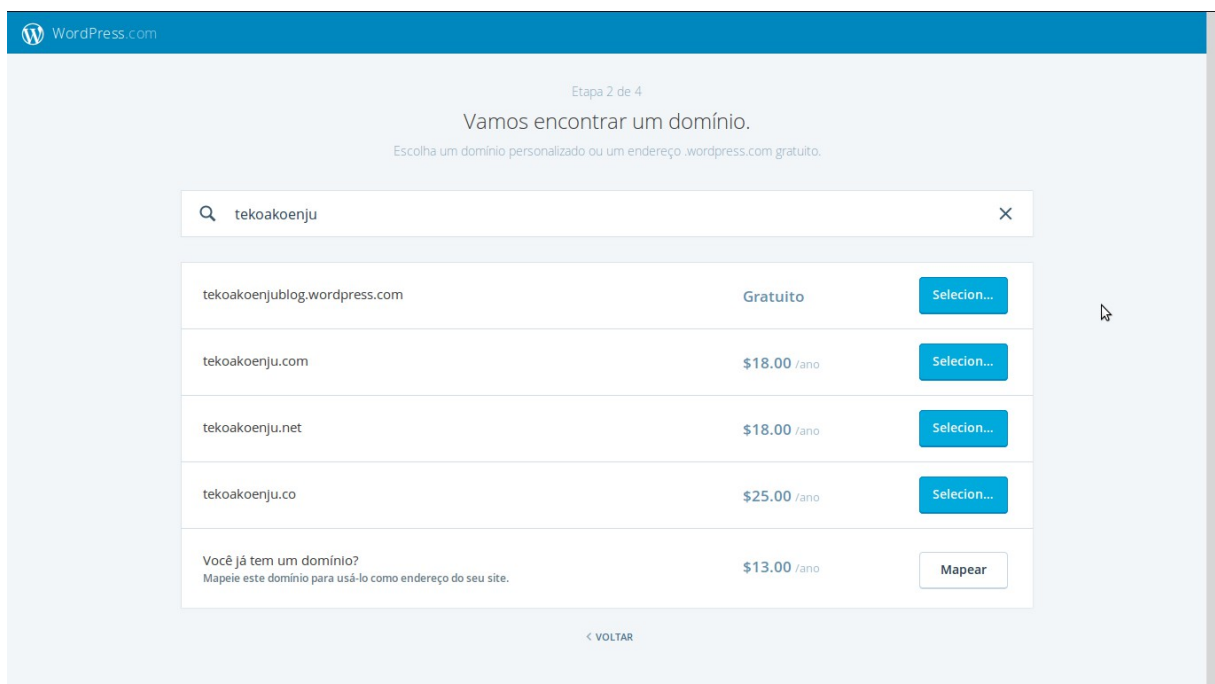 WordPress.com
Etapa 2 de 4
Vamos encontrar um domínio.
Escolha um domínio personalizado ou um endereço .wordpress.com gratuito.
tekoakoenju
tekoakoenjublog.wordpress.com Gratuito Selecion...
tekoakoenju.com $18.00 /ano Selecion...
tekoakoenju.net $18.00 /ano Selecion...
tekoakoenju.co $25.00 /ano Selecion...
Você já tem um domínio?
Mapeie este domínio para usá-lo como endereço do seu site.
$13.00 /ano Mapear
< VOLTAR